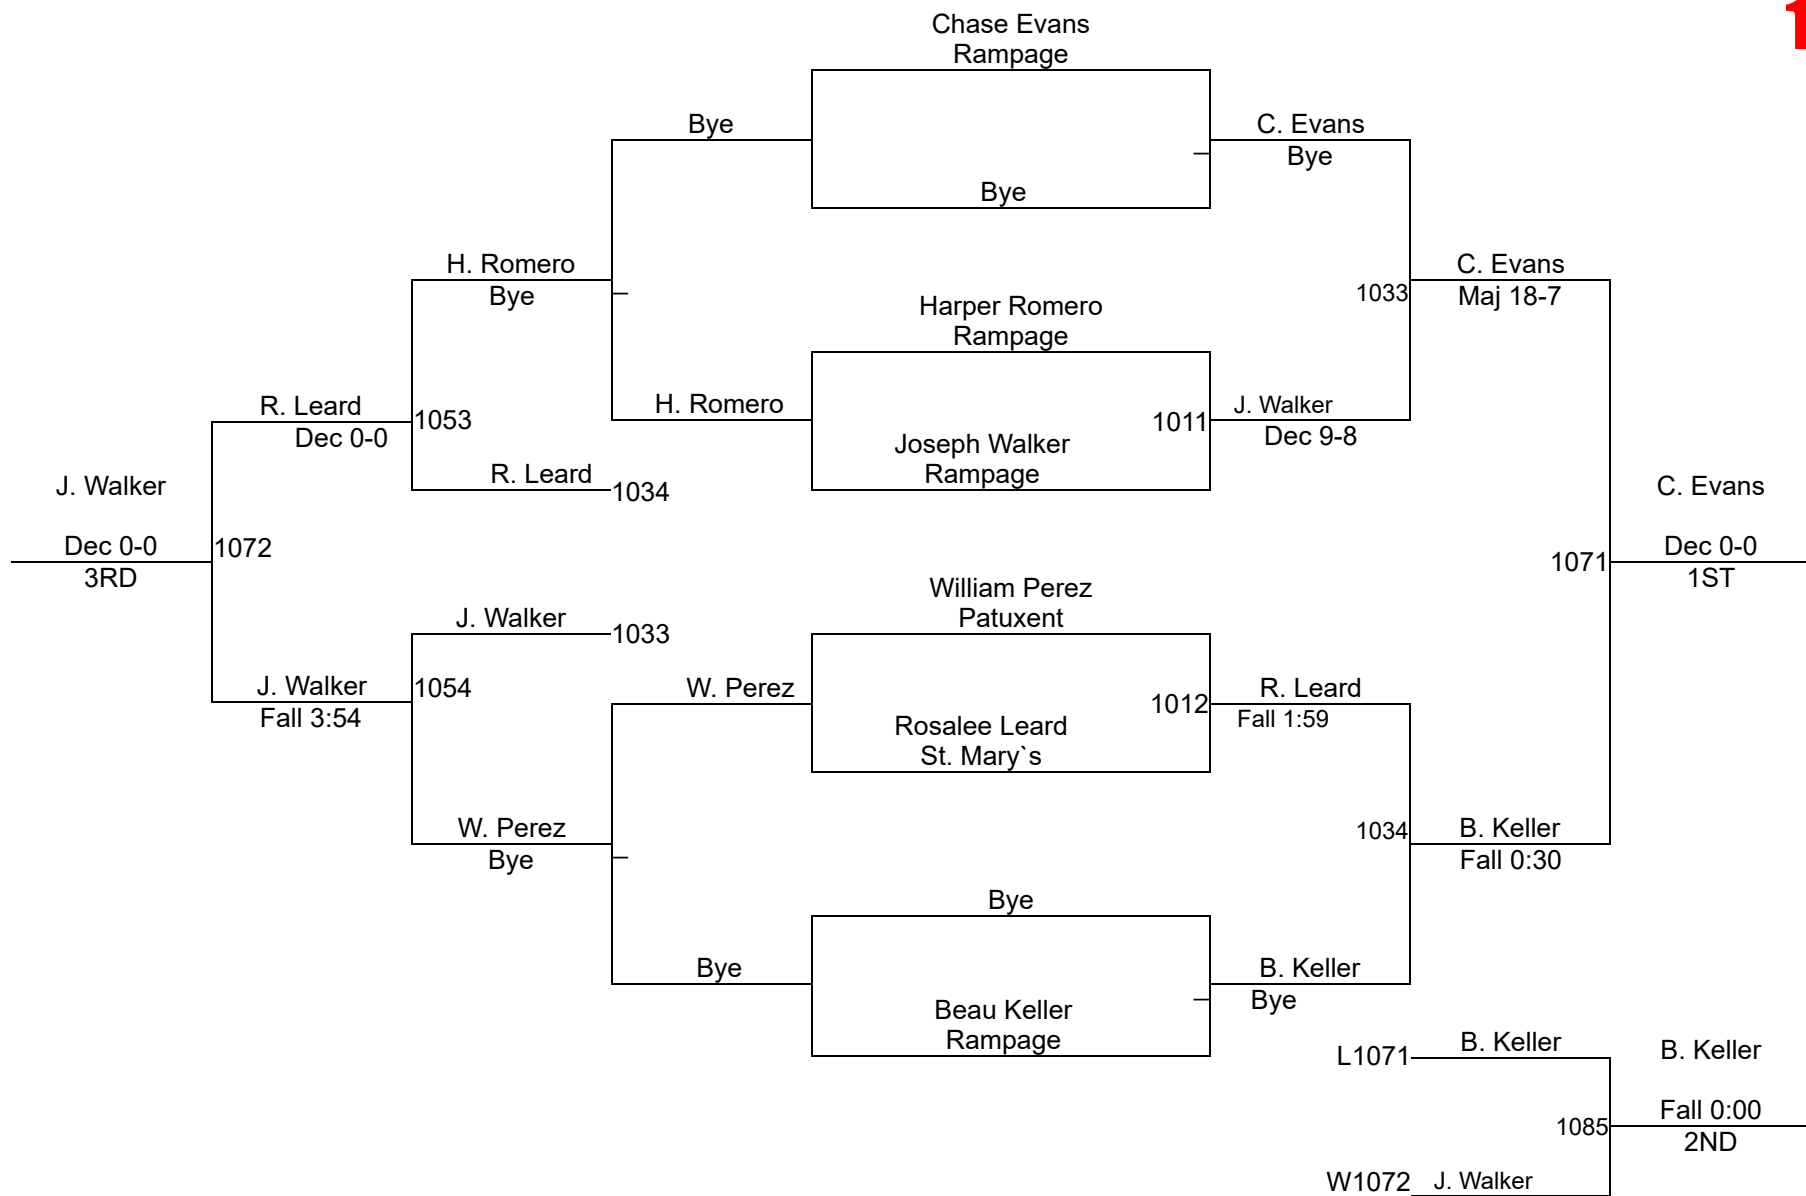 1
Chase Evans
Rampage
Bye
C. Evans
Bye
Bye
H. Romero
Bye
C. Evans
Maj 18-7
1033
Harper Romero
Rampage
R. Leard
Dec 0-0
1053
H. Romero
1011
J. Walker
Dec 9-8
Joseph Walker
Rampage
R. Leard
1034
J. Walker
Dec 0-0
3RD
1072
C. Evans
Dec 0-0
1ST
1071
William Perez
Patuxent
J. Walker
1033
J. Walker
Fall 3:54
1054
W. Perez
1012
R. Leard
Fall 1:59
Rosalee Leard
St. Mary`s
W. Perez
Bye
1034
B. Keller
Fall 0:30
Bye
Bye
B. Keller
Bye
Beau Keller
Rampage
L1071
B. Keller
B. Keller
Fall 0:00
2ND
1085
W1072
J. Walker